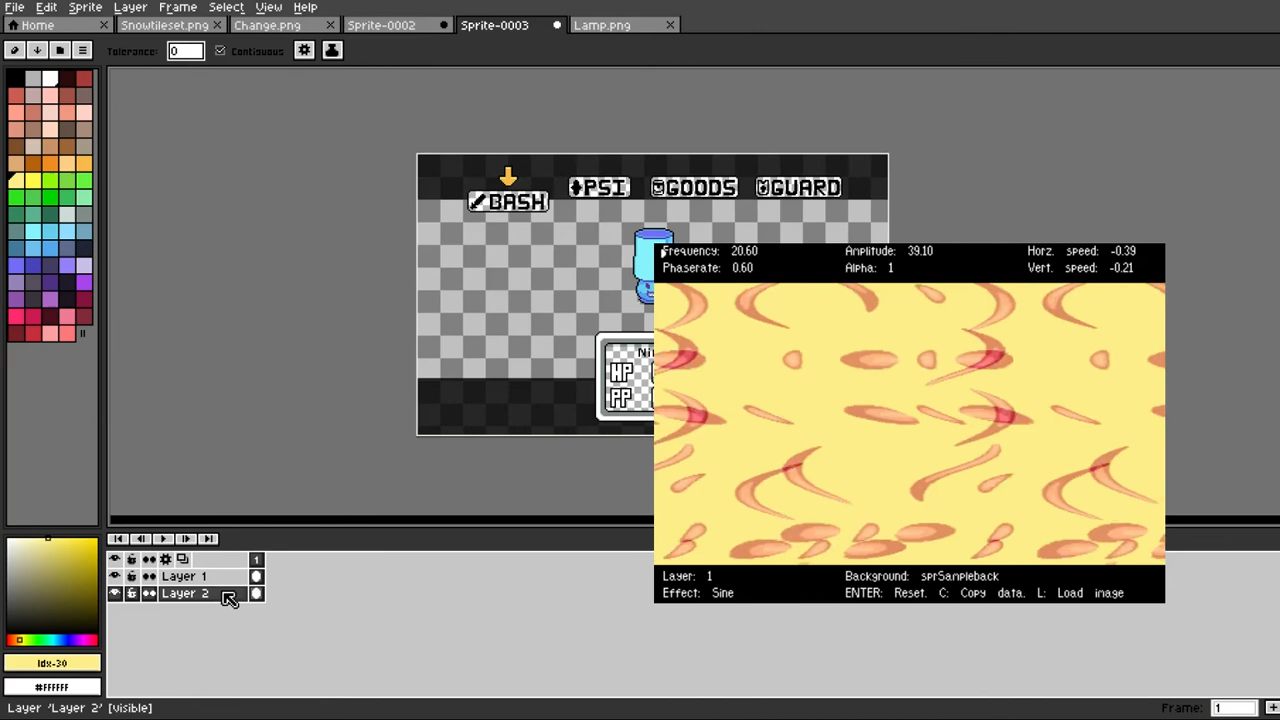 File Edit Sprite Layer Frame Select View Help
Home Snowtileset.png Change.png Sprite-0002 Sprite-0003 Lamp.png
Tolerance: 0 Contiguous
BASH PSI GOODS GUARD
Frequency: 20.60 Amplitude: 39.10 Horz. speed: -0.39
Phaserate: 0.60 Alpha: 1 Vert. speed: -0.21
HP
PP
1
Layer 1
Layer 2
Layer: 1 Background: sprSampleback
Effect: Sine ENTER: Reset. C: Copy data. L: Load image
Idx-30
#ffffff
Layer 'Layer 2' [visible] Frame: 1